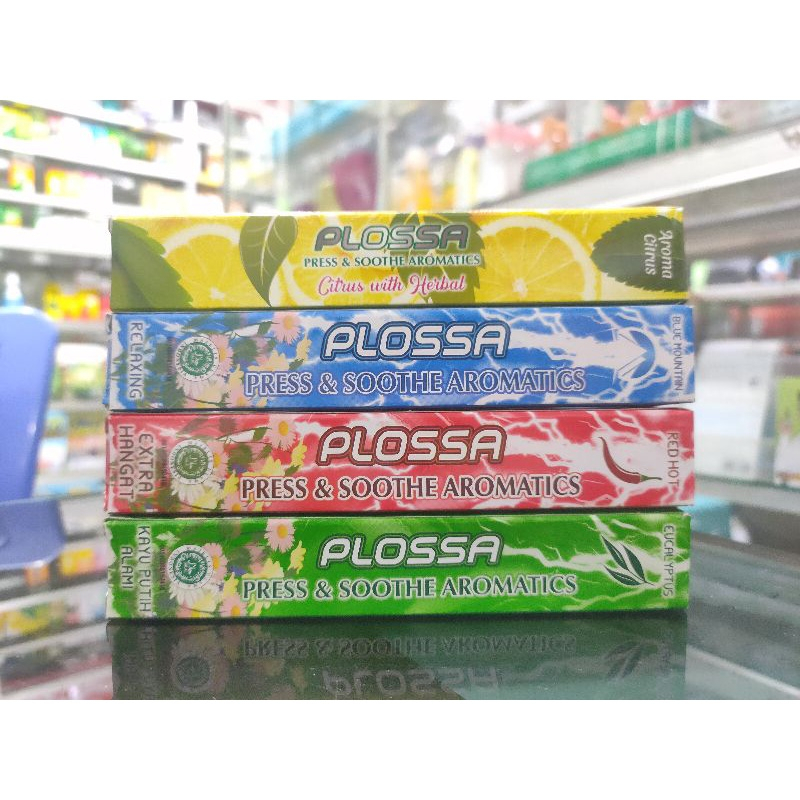 PLOSSA
PRESS & SOOTHE AROMATICS
Citrus with Herbal
Aroma
Citrus
RELAXING
PLOSSA
PRESS & SOOTHE AROMATICS
BLUE MOUNTAIN
EXTRA
HANGAT
PLOSSA
PRESS & SOOTHE AROMATICS
RED HOT
KAYU PUTIH
ALAMI
PLOSSA
PRESS & SOOTHE AROMATICS
EUCALYPTUS